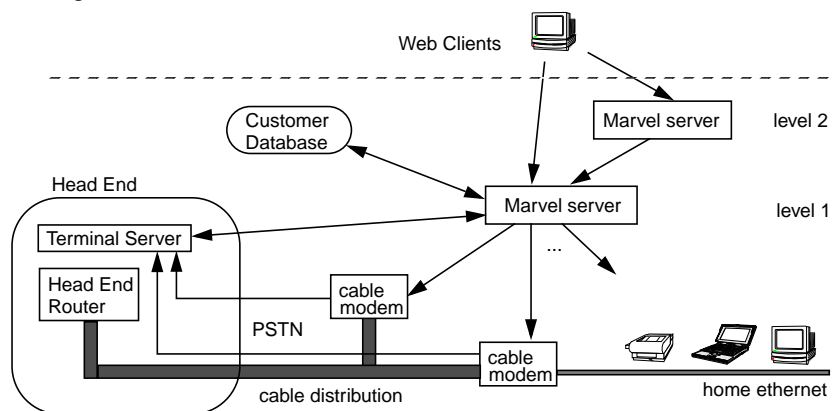 Web Clients
Marvel server
level 2
Customer
Database
Head End
Marvel server
level 1
Terminal Server
...
Head End
Router
cable
modem
PSTN
cable
modem
cable distribution
home ethernet